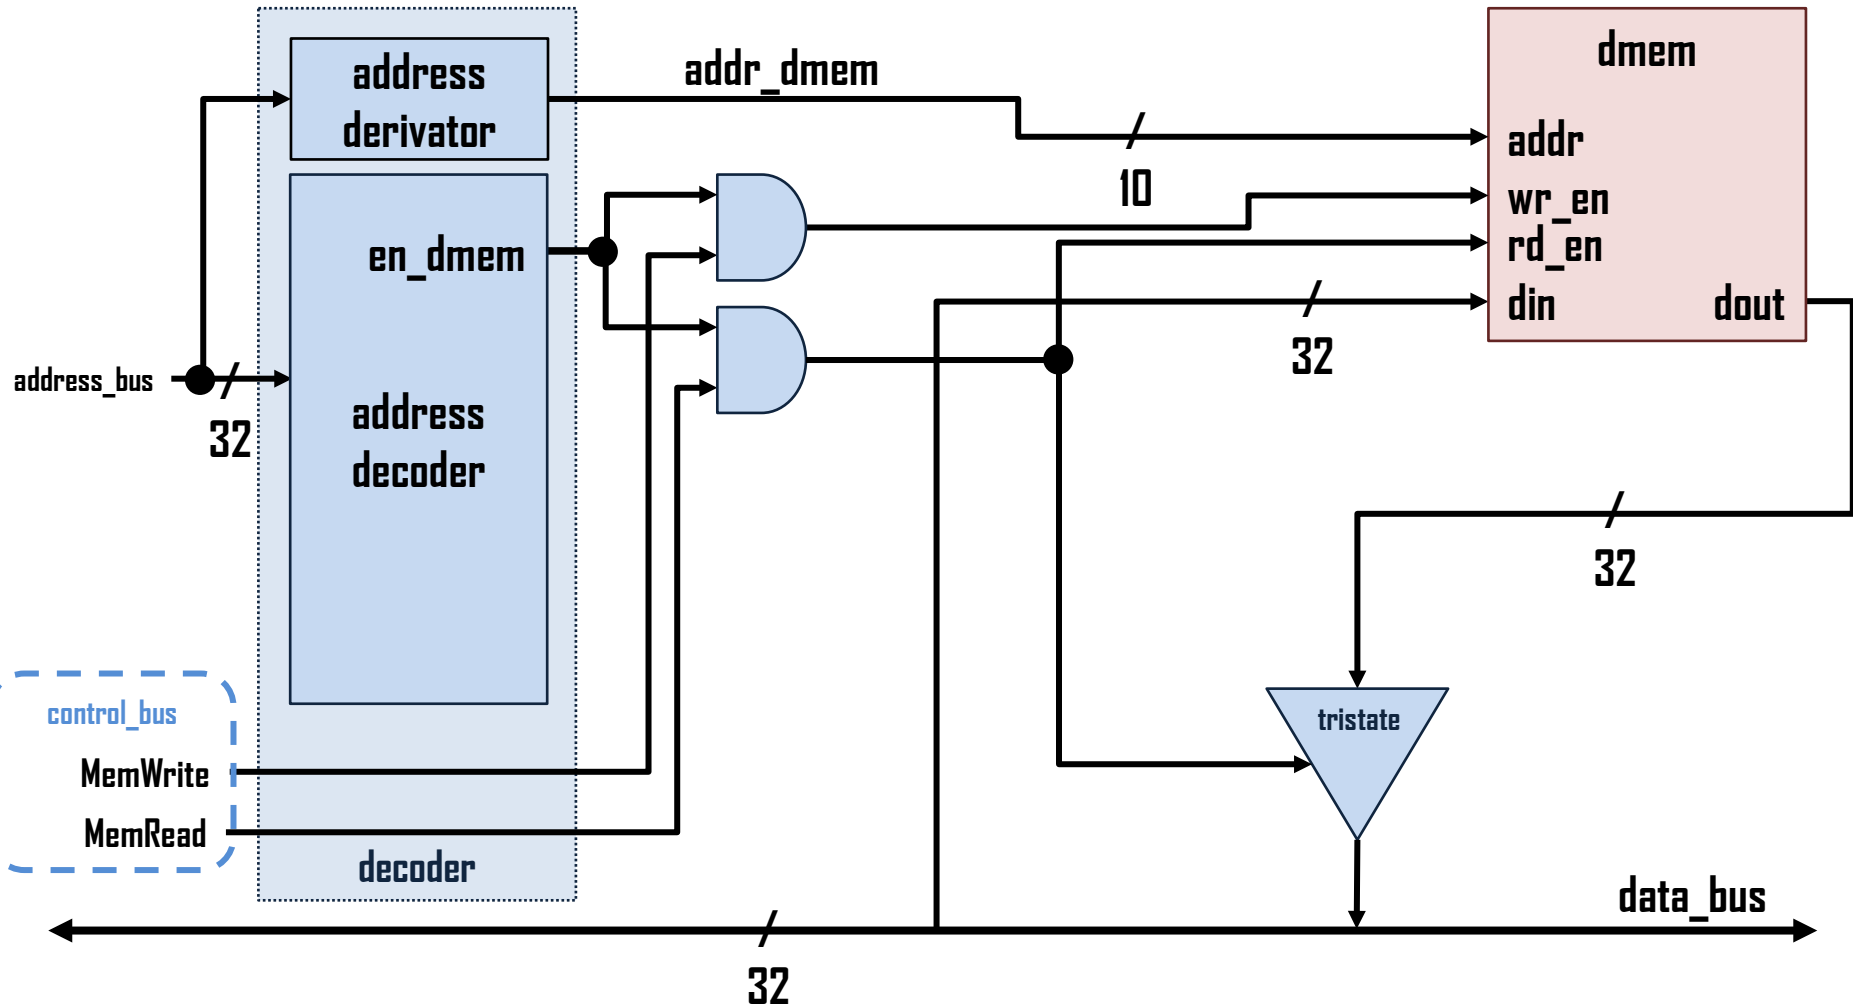 address
derivator
addr_dmem
10
dmem
addr
wr_en
rd_en
din
dout
32
en_dmem
address_bus
32
address
decoder
32
control_bus
MemWrite
MemRead
decoder
tristate
data_bus
32